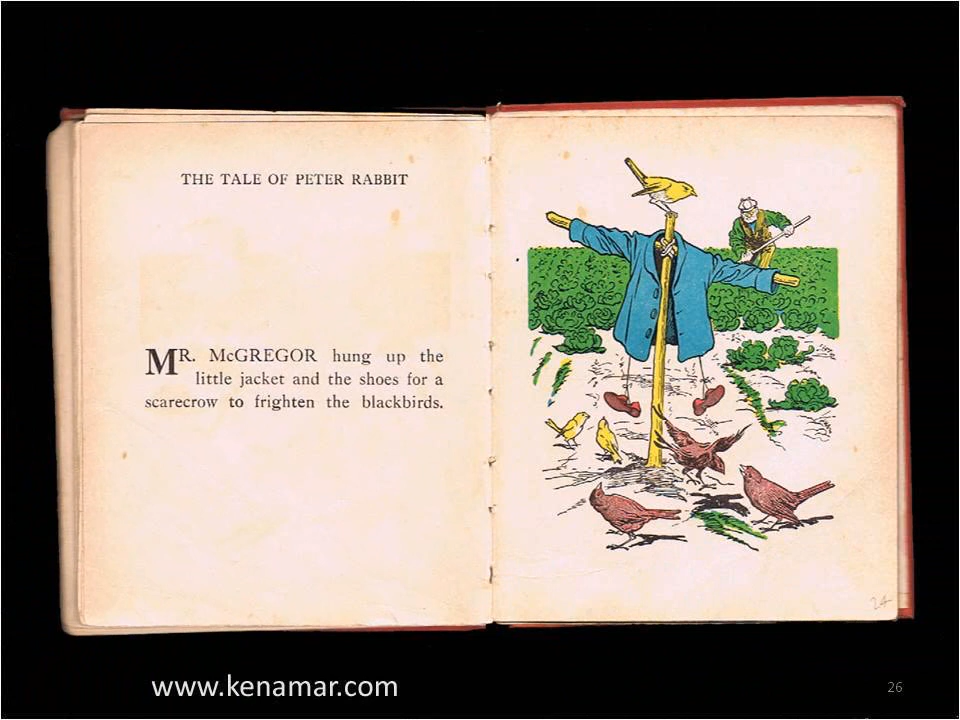 THE TALE OF PETER RABBIT
MR. McGREGOR hung up the
little jacket and the shoes for a
scarecrow to frighten the blackbirds.
24
www.kenamar.com
26